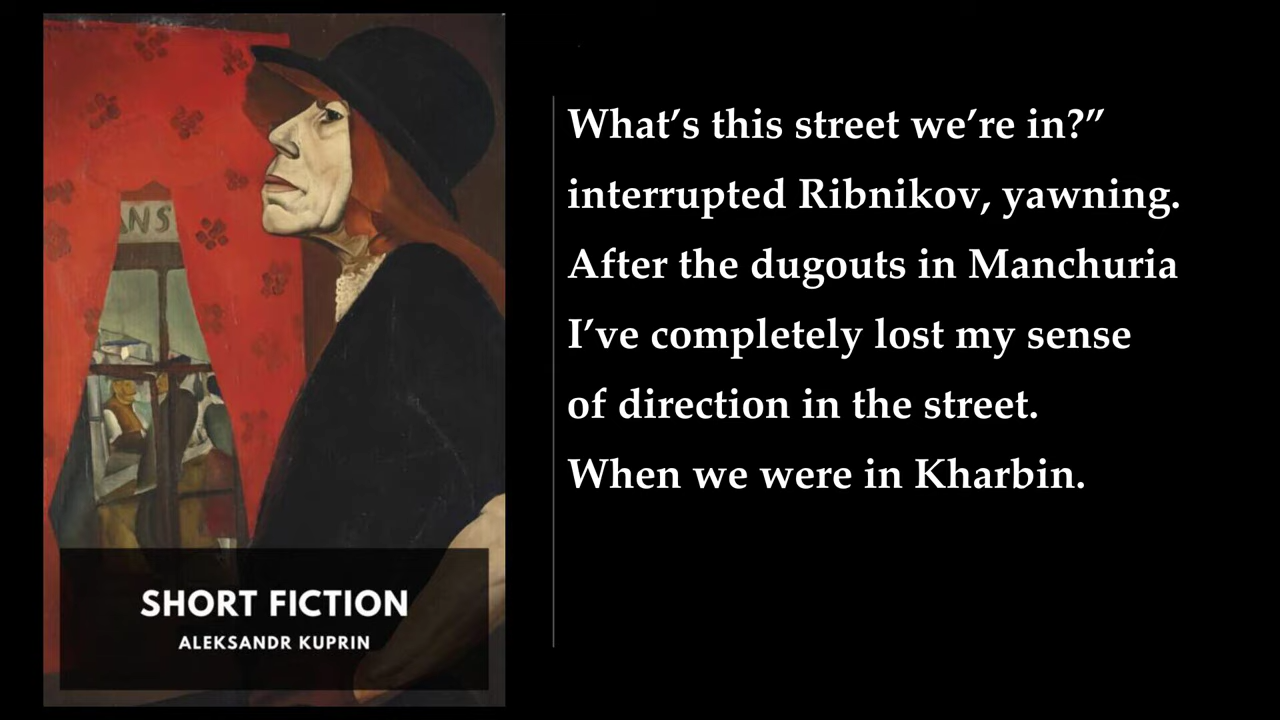 ANS
SHORT FICTION
ALEKSANDR KUPRIN
What’s this street we’re in?”
interrupted Ribnikov, yawning.
After the dugouts in Manchuria
I’ve completely lost my sense
of direction in the street.
When we were in Kharbin.